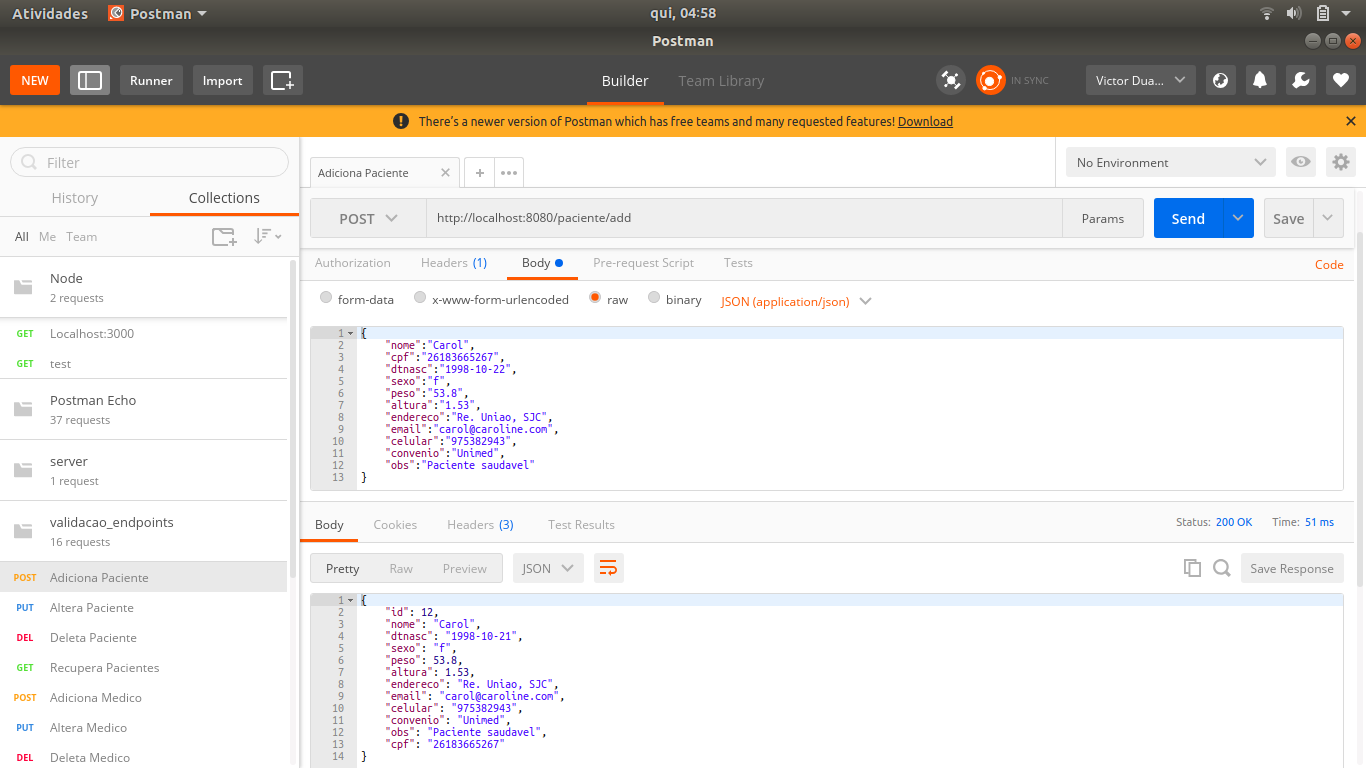 Atividades Postman qui, 04:58
Postman
NEW Runner Import Builder Team Library IN SYNC Victor Dua...
There's a newer version of Postman which has free teams and many requested features! Download
Filter
History Collections
All Me Team
Node
2 requests
GET Localhost:3000
GET test
Postman Echo
37 requests
server
1 request
validacao_endpoints
16 requests
POST Adiciona Paciente
PUT Altera Paciente
DEL Deleta Paciente
GET Recupera Pacientes
POST Adiciona Medico
PUT Altera Medico
DEL Deleta Medico
Adiciona Paciente
No Environment
POST http://localhost:8080/paciente/add Params Send Save
Authorization Headers (1) Body Pre-request Script Tests Code
form-data x-www-form-urlencoded raw binary JSON (application/json)
1 {
2 "nome":"Carol",
3 "cpf":"26183665267",
4 "dtnasc":"1998-10-22",
5 "sexo":"f",
6 "peso":"53.8",
7 "altura":"1.53",
8 "endereco":"Re. Uniao, SJC",
9 "email":"carol@caroline.com",
10 "celular":"975382943",
11 "convenio":"Unimed",
12 "obs":"Paciente saudavel"
13 }
Body Cookies Headers (3) Test Results Status: 200 OK Time: 51 ms
Pretty Raw Preview JSON Save Response
1 {
2 "id": 12,
3 "nome": "Carol",
4 "dtnasc": "1998-10-21",
5 "sexo": "f",
6 "peso": 53.8,
7 "altura": 1.53,
8 "endereco": "Re. Uniao, SJC",
9 "email": "carol@caroline.com",
10 "celular": "975382943",
11 "convenio": "Unimed",
12 "obs": "Paciente saudavel",
13 "cpf": "26183665267"
14 }